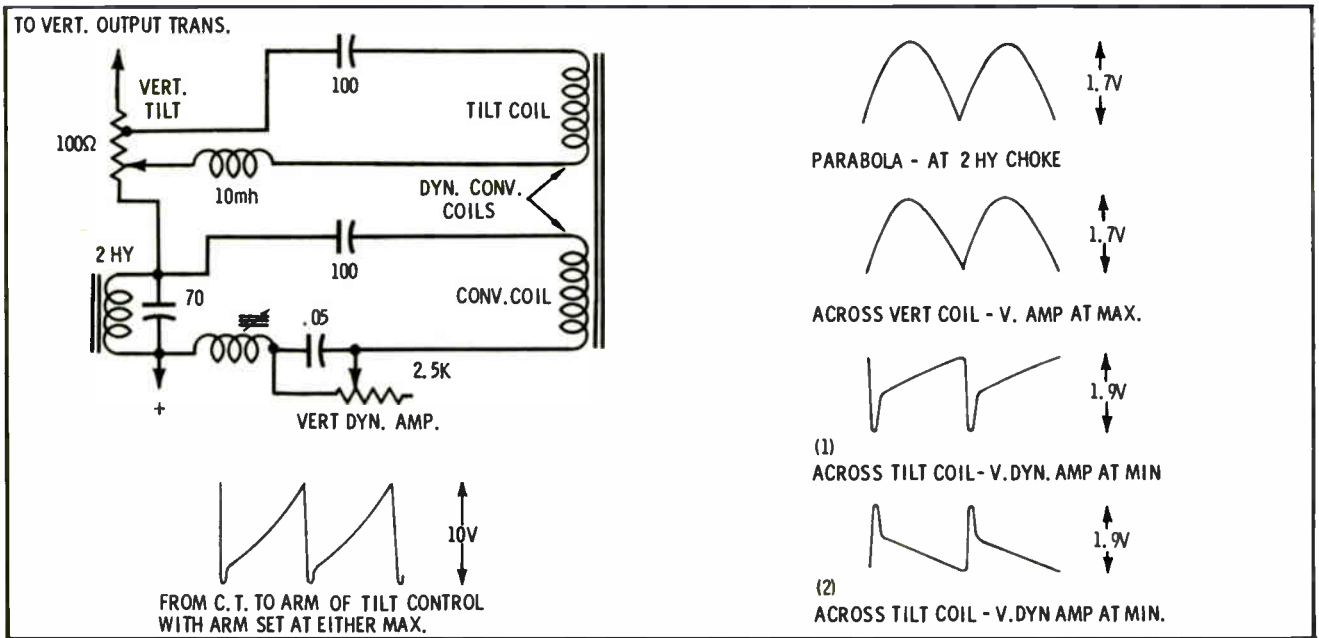 TO VERT. OUTPUT TRANS.
VERT.
TILT
100Ω
100
TILT COIL
10mh
DYN. CONV.
COILS
2 HY
70
100
CONV. COIL
.05
2.5K
+
VERT DYN. AMP.
10V
FROM C.T. TO ARM OF TILT CONTROL
WITH ARM SET AT EITHER MAX.
1.7V
PARABOLA - AT 2 HY CHOKE
1.7V
ACROSS VERT COIL - V. AMP AT MAX.
1.9V
(1)
ACROSS TILT COIL - V.DYN. AMP AT MIN
1.9V
(2)
ACROSS TILT COIL - V.DYN AMP AT MIN.